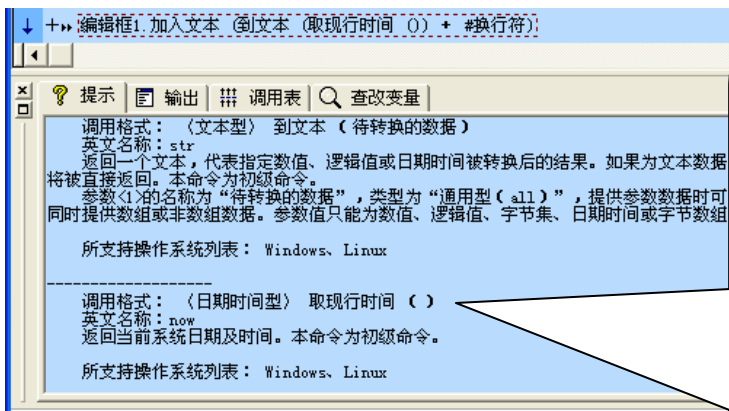 编辑框1.加入文本 (到文本 (取现行时间 ()) + #换行符)
提示 输出 调用表 查改变量
调用格式： 〈文本型〉 到文本 （待转换的数据）
英文名称：str
返回一个文本，代表指定数值、逻辑值或日期时间被转换后的结果。如果为文本数据
将被直接返回。本命令为初级命令。
参数<1>的名称为“待转换的数据”，类型为“通用型（all）”，提供参数数据时可
同时提供数组或非数组数据。参数值只能为数值、逻辑值、字节集、日期时间或字节数组
所支持操作系统列表： Windows、Linux
--------------------
调用格式： 〈日期时间型〉 取现行时间 （）
英文名称：now
返回当前系统日期及时间。本命令为初级命令。
所支持操作系统列表： Windows、Linux